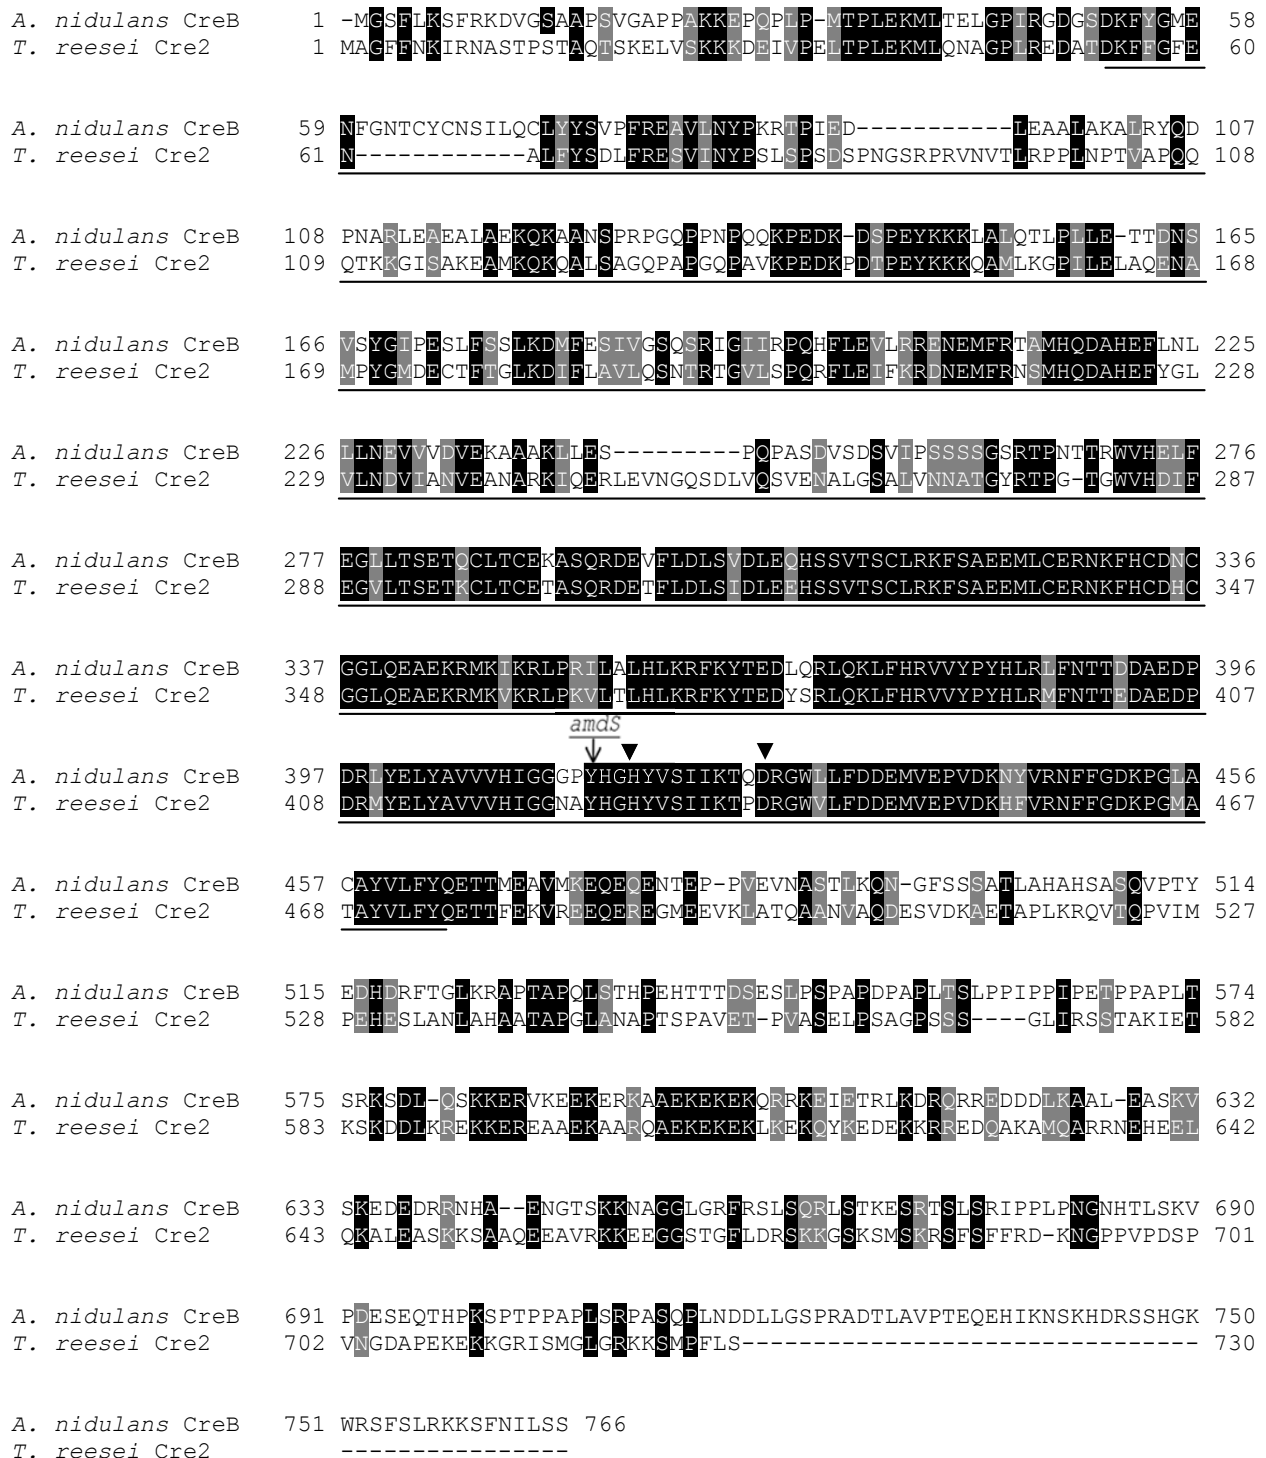 A. nidulans CreB 1 -MGSFLKSFRKDVGSAAPSVGAPPAKKEPQPLP-MTPLEKMLTELGPIRGDGSDKFYGME 58
T. reesei Cre2 1 MAGFFNKIRNASTPSTAQTSKELVSKKKDEIVPELTPLEKMLQNAGPLREDATDKFFGFE 60
A. nidulans CreB 59 NFGNTCYCNSILQCLYYSVPFREAVLNYPKRTPIED-----------LEAALAKALRYQD 107
T. reesei Cre2 61 N------------ALFYSDLFRESVINYPSLSPSDSPNGSRPRVNVTLRPPLNPTVAPQQ 108
A. nidulans CreB 108 PNARLEAEALAEKQKAANSPRPGQPPNPQQKPEDK-DSPEYKKKLALQTLPLLE-TTDNS 165
T. reesei Cre2 109 QTKKGISAKEAMKQKQALSAGQPAPGQPAVKPEDKPDTPEYKKKQAMLKGPILELAQENA 168
A. nidulans CreB 166 VSYGIPESLFSSLKDMFESIVGSQSRIGIIRPQHFLEVLRRENEMFRTAMHQDAHEFLNL 225
T. reesei Cre2 169 MPYGMDECTFTGLKDIFLAVLQSNTRTGVLSPQRFLEIFKRDNEMFRNSMHQDAHEFYGL 228
A. nidulans CreB 226 LLNEVVVDVEKAAAKLLES---------PQPASDVSDSVIPSSSSGSRTPNTTRWVHELF 276
T. reesei Cre2 229 VLNDVIANVEANARKIQERLEVNGQSDLVQSVENALGSALVNNATGYRTPG-TGWVHDIF 287
A. nidulans CreB 277 EGLLTSETQCLTCEKASQRDEVFLDLSVDLEQHSSVTSCLRKFSAEEMLCERNKFHCDNC 336
T. reesei Cre2 288 EGVLTSETKCLTCETASQRDETFLDLSIDLEEHSSVTSCLRKFSAEEMLCERNKFHCDHC 347
A. nidulans CreB 337 GGLQEAEKRMKIKRLPRILALHLKRFKYTEDLQRLQKLFHRVVYPYHLRLFNTTDDAEDP 396
T. reesei Cre2 348 GGLQEAEKRMKVKRLPKVLTLHLKRFKYTEDYSRLQKLFHRVVYPYHLRMFNTTEDAEDP 407
amdS
A. nidulans CreB 397 DRLYELYAVVVHIGGGPYHGHYVSIIKTQDRGWLLFDDEMVEPVDKNYVRNFFGDKPGLA 456
T. reesei Cre2 408 DRMYELYAVVVHIGGNAYHGHYVSIIKTPDRGWVLFDDEMVEPVDKHFVRNFFGDKPGMA 467
A. nidulans CreB 457 CAYVLFYQETTMEAVMKEQEQENTEP-PVEVNASTLKQN-GFSSSATLAHAHSASQVPTY 514
T. reesei Cre2 468 TAYVLFYQETTFEKVREEQEREGMEEVKLATQAANVAQDESVDKAETAPLKRQVTQPVIM 527
A. nidulans CreB 515 EDHDRFTGLKRAPTAPQLSTHPEHTTTDSESLPSPAPDPAPLTSLPPIPPIPETPPAPLT 574
T. reesei Cre2 528 PEHESLANLAHAATAPGLANAPTSPAVET-PVASELPSAGPSSS----GLIRSSTAKIET 582
A. nidulans CreB 575 SRKSDL-QSKKERVKEEKERKAAEKEKEKQRRKEIETRLKDRQRREDDDLKAAL-EASKV 632
T. reesei Cre2 583 KSKDDLKREKKEREAAEKAARQAEKEKEKLKEKQYKEDEKKRREDQAKAMQARRNEHEEL 642
A. nidulans CreB 633 SKEDEDRRNHA--ENGTSKKNAGGLGRFRSLSQRLSTKESRTSLSRIPPLPNGNHTLSKV 690
T. reesei Cre2 643 QKALEASKKSAAQEEAVRKKEEGGSTGFLDRSKKGSKSMSKRSFSFFRD-KNGPPVPDSP 701
A. nidulans CreB 691 PDESEQTHPKSPTPPAPLSRPASQPLNDDLLGSPRADTLAVPTEQEHIKNSKHDRSSHGK 750
T. reesei Cre2 702 VNGDAPEKEKKGRISMGLGRKKSMPFLS-------------------------------- 730
A. nidulans CreB 751 WRSFSLRKKSFNILSS 766
T. reesei Cre2 ----------------